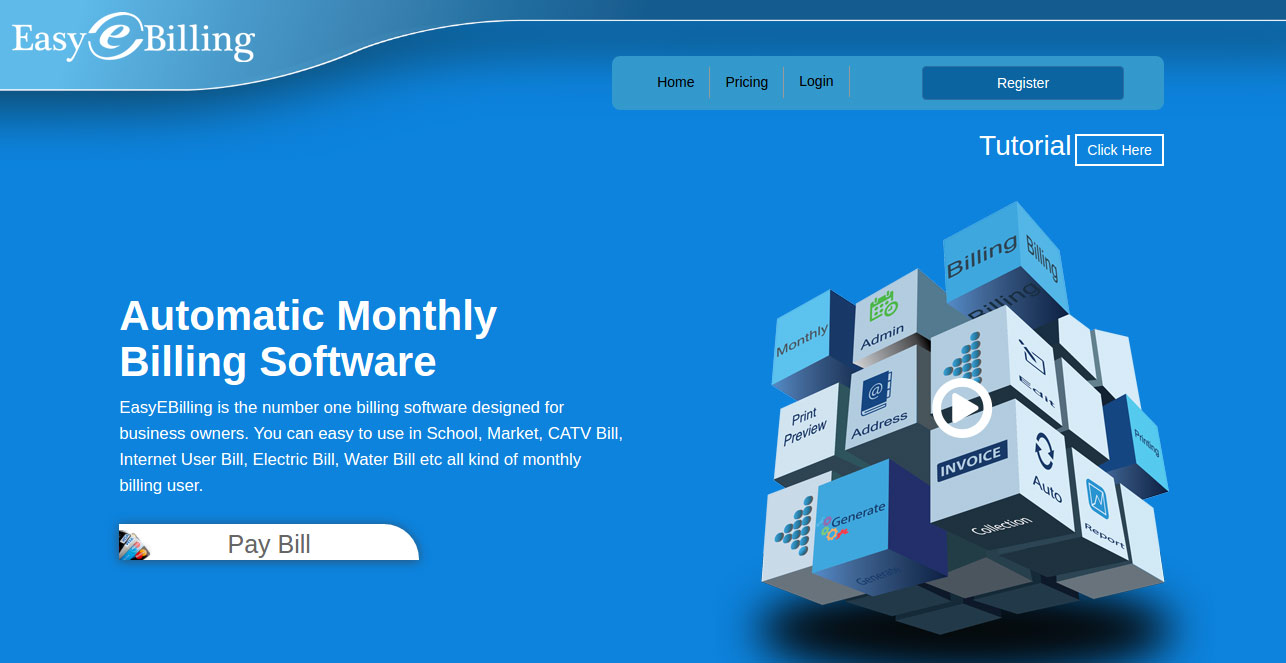 Easy e Billing
Home
Pricing
Login
Register
Tutorial
Click Here
Automatic Monthly
Billing Software
EasyEBilling is the number one billing software designed for
business owners. You can easy to use in School, Market, CATV Bill,
Internet User Bill, Electric Bill, Water Bill etc all kind of monthly
billing user.
Pay Bill
Billing
Billing
Billing
Monthly
Admin
Edit
Print
Preview
@
Address
Printing
INVOICE
Auto
Generate
Collection
Report
Generate